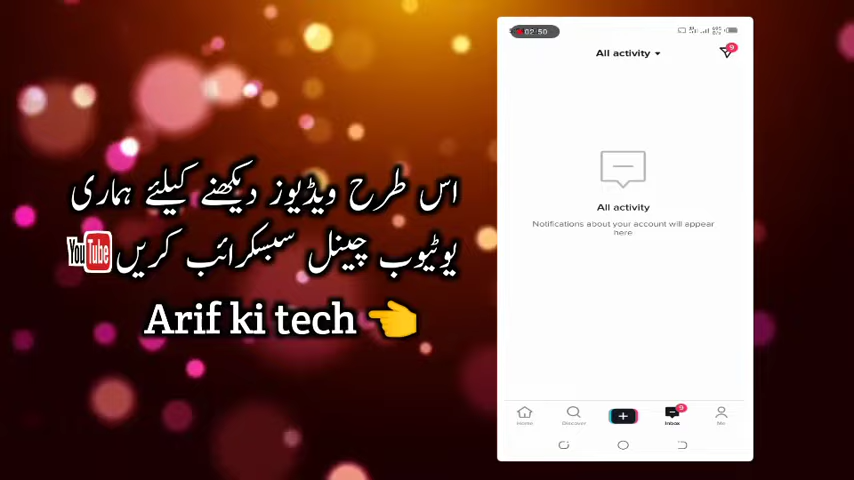 اس طرح ویڈیوز دیکھنے کیلئے ہماری
یوٹیوب چینل سبسکرائب کریں YouTube
Arif ki tech
02:50
All activity
9
All activity
Notifications about your account will appear
here
9
Home
Discover
Inbox
Me